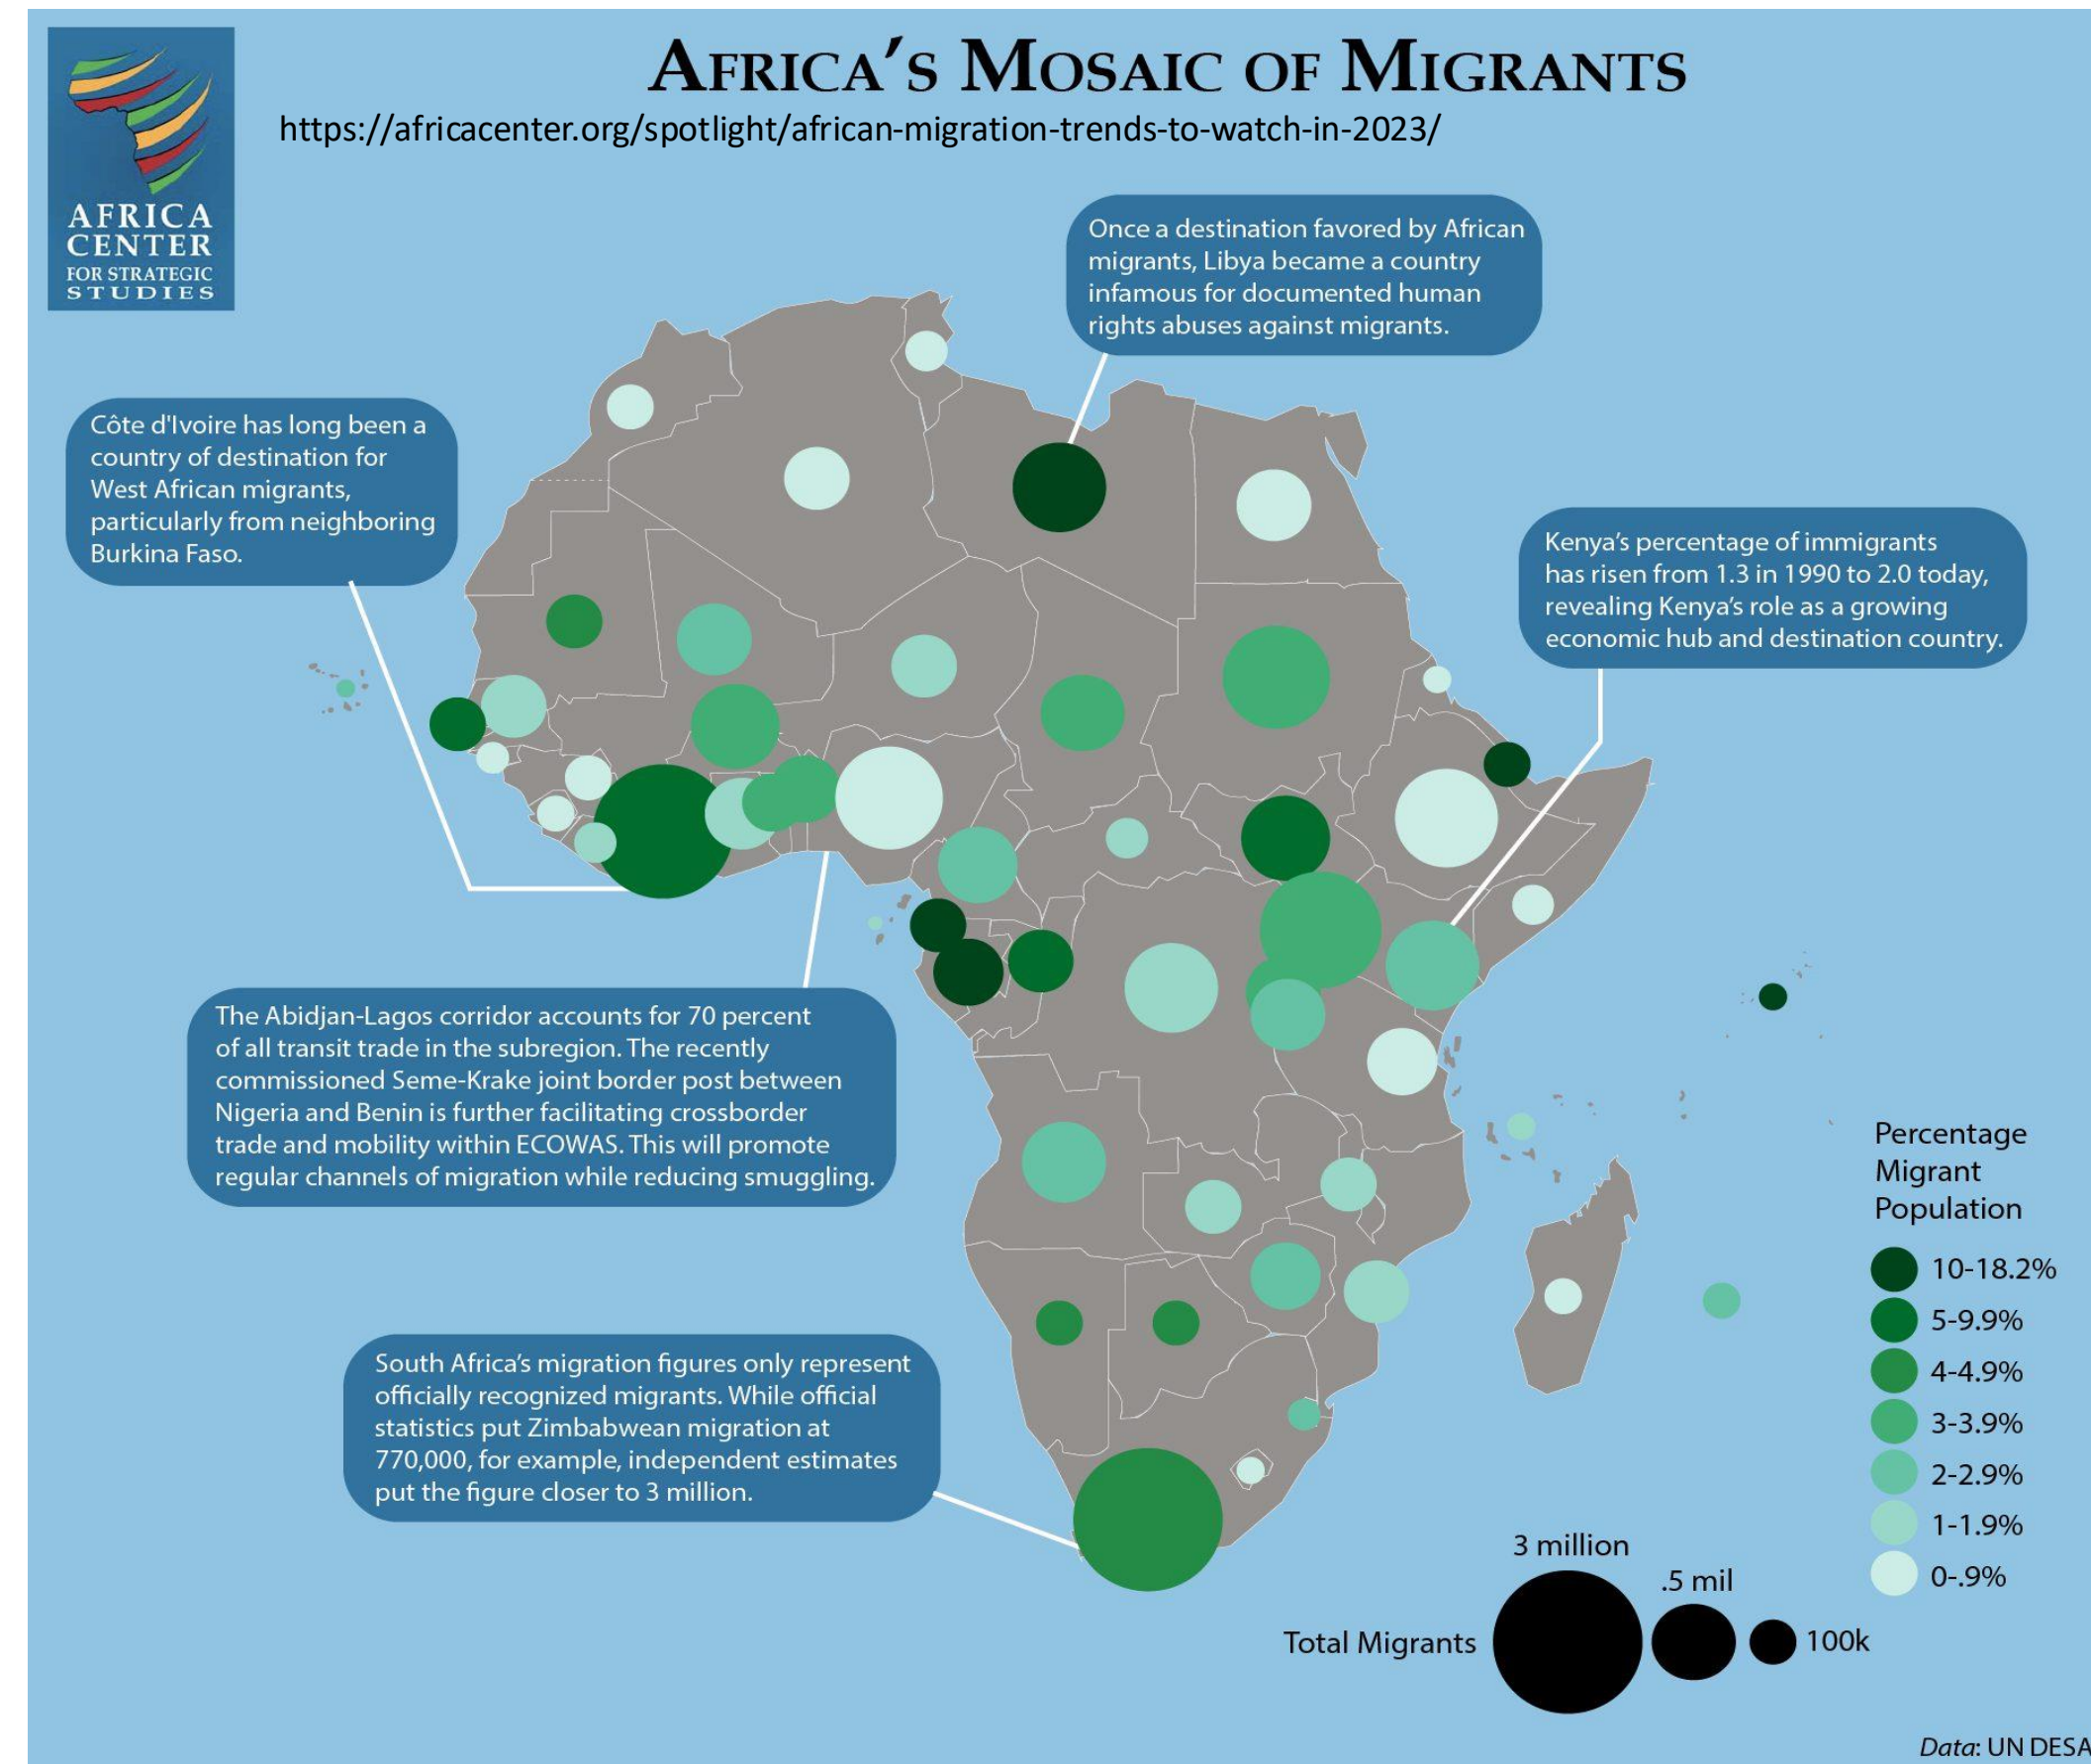 AFRICA'S MOSAIC OF MIGRANTS
https://africacenter.org/spotlight/african-migration-trends-to-watch-in-2023/
AFRICA
CENTER
FOR STRATEGIC
STUDIES
Once a destination favored by African
migrants, Libya became a country
infamous for documented human
rights abuses against migrants.
Côte d'Ivoire has long been a
country of destination for
West African migrants,
particularly from neighboring
Burkina Faso.
Kenya's percentage of immigrants
has risen from 1.3 in 1990 to 2.0 today,
revealing Kenya's role as a growing
economic hub and destination country.
The Abidjan-Lagos corridor accounts for 70 percent
of all transit trade in the subregion. The recently
commissioned Seme-Krake joint border post between
Nigeria and Benin is further facilitating crossborder
trade and mobility within ECOWAS. This will promote
regular channels of migration while reducing smuggling.
South Africa's migration figures only represent
officially recognized migrants. While official
statistics put Zimbabwean migration at
770,000, for example, independent estimates
put the figure closer to 3 million.
Percentage
Migrant
Population
10-18.2%
5-9.9%
4-4.9%
3-3.9%
2-2.9%
1-1.9%
0-.9%
3 million
.5 mil
Total Migrants
100k
Data: UN DESA